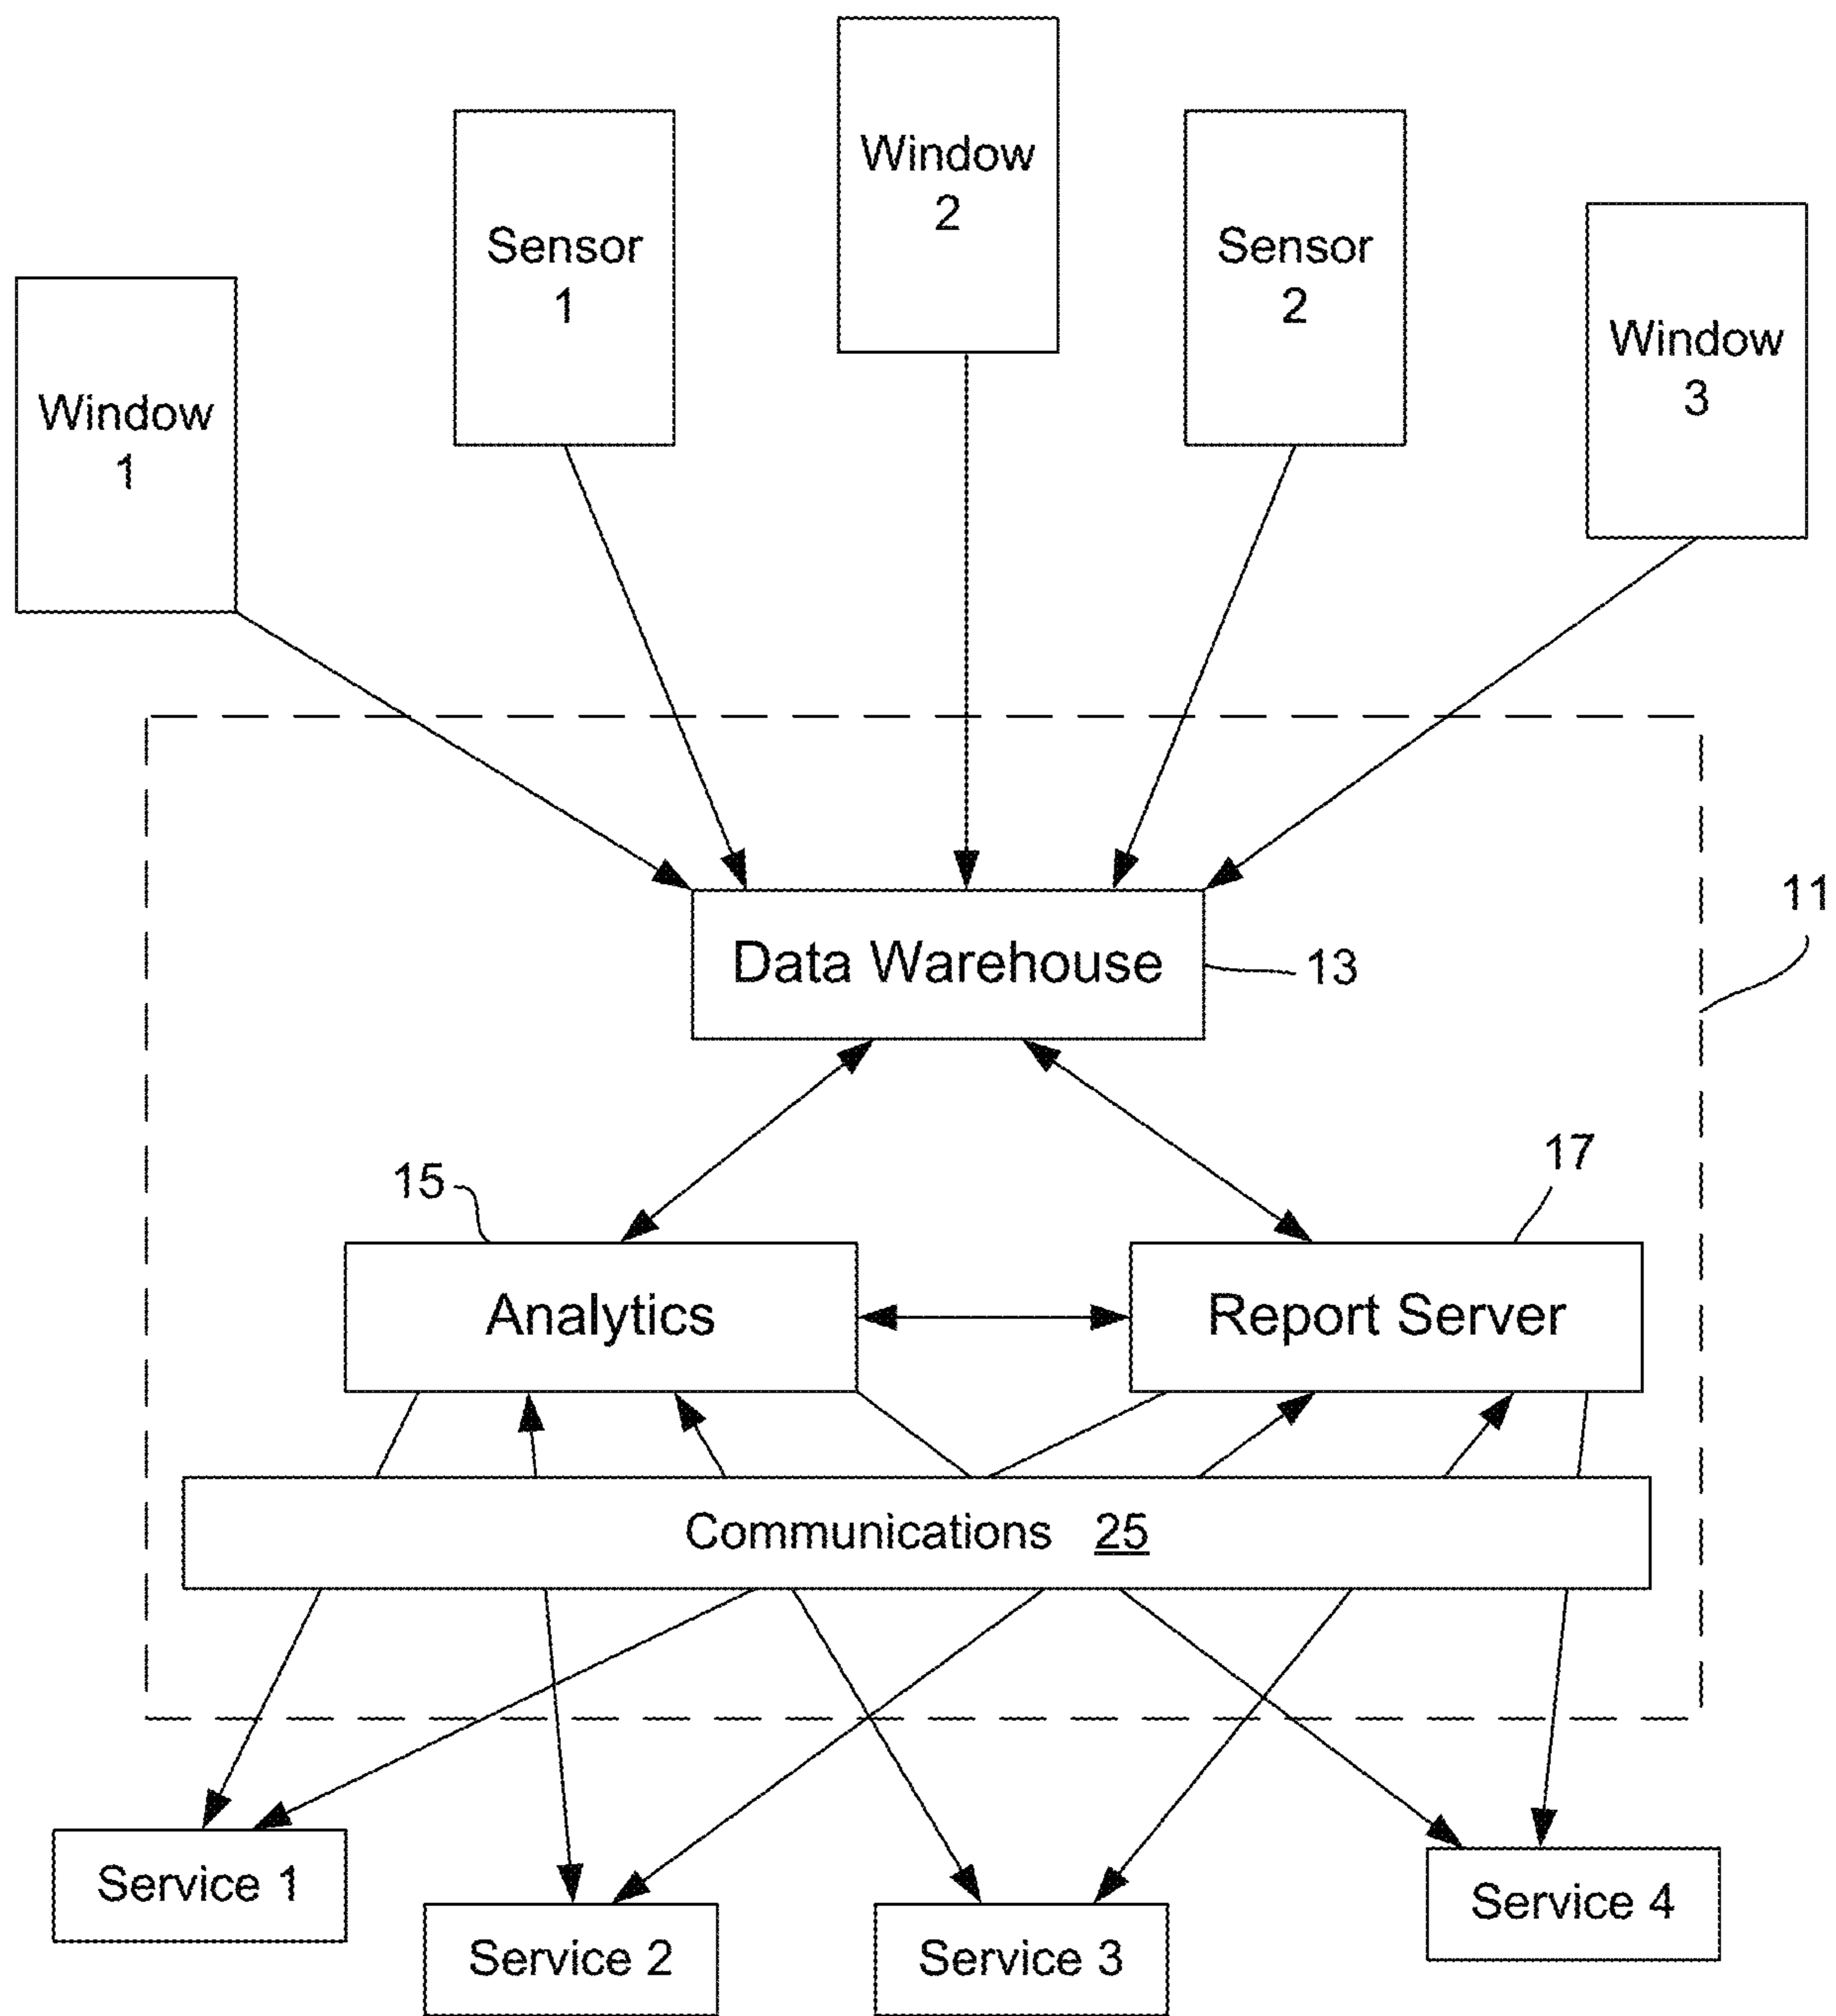 Window
2
Sensor
1
Sensor
2
Window
3
Window
1
11
Data Warehouse
13
15
17
Analytics
Report Server
Communications 25
Service 1
Service 4
Service 2
Service 3